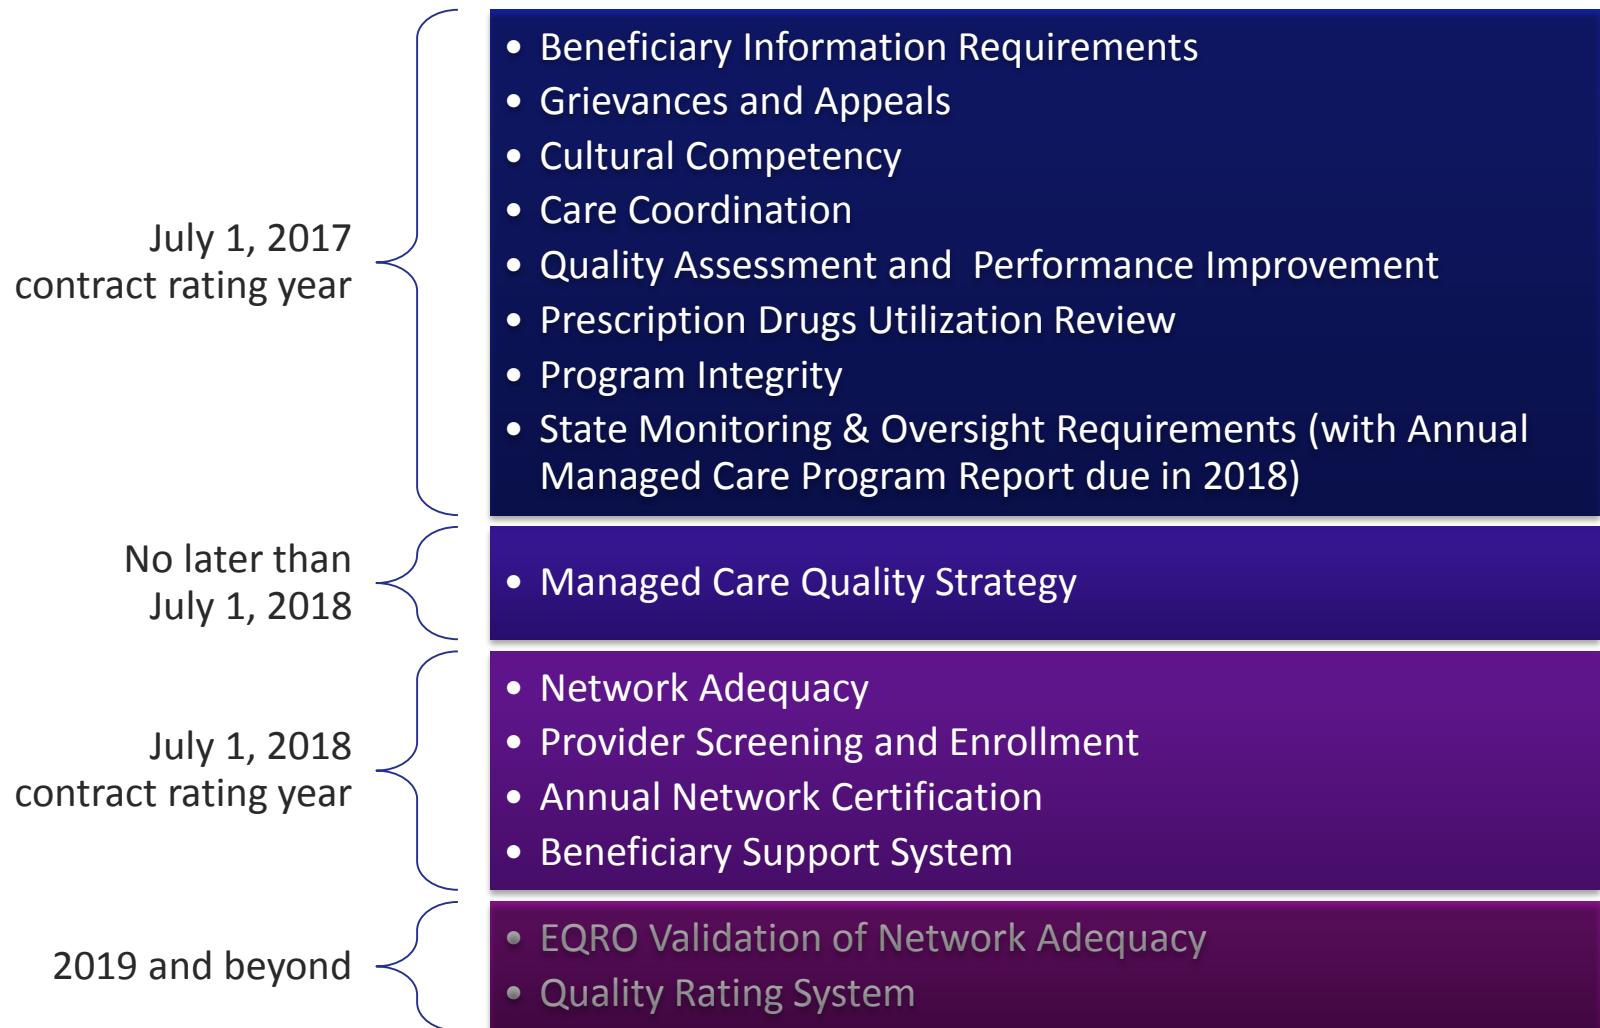 July 1, 2017
contract rating year
• Beneficiary Information Requirements
• Grievances and Appeals
• Cultural Competency
• Care Coordination
• Quality Assessment and  Performance Improvement
• Prescription Drugs Utilization Review
• Program Integrity
• State Monitoring & Oversight Requirements (with Annual
Managed Care Program Report due in 2018)
No later than
July 1, 2018
• Managed Care Quality Strategy
July 1, 2018
contract rating year
• Network Adequacy
• Provider Screening and Enrollment
• Annual Network Certification
• Beneficiary Support System
2019 and beyond
• EQRO Validation of Network Adequacy
• Quality Rating System